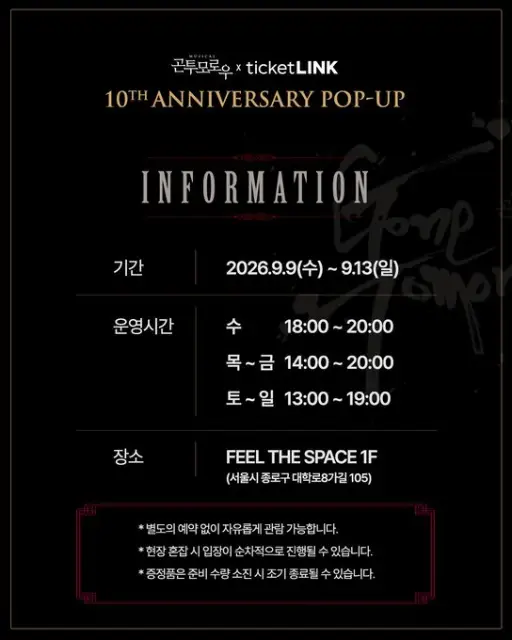 MUSICAL
곤투모로우 x ticketLINK
10TH ANNIVERSARY POP-UP
INFORMATION
기간 2026.9.9(수) ~ 9.13(일)
운영시간 수 18:00 ~ 20:00
목 ~ 금 14:00 ~ 20:00
토 ~ 일 13:00 ~ 19:00
장소 FEEL THE SPACE 1F
(서울시 종로구 대학로8가길 105)
* 별도의 예약 없이 자유롭게 관람 가능합니다.
* 현장 혼잡 시 입장이 순차적으로 진행될 수 있습니다.
* 증정품은 준비 수량 소진 시 조기 종료될 수 있습니다.